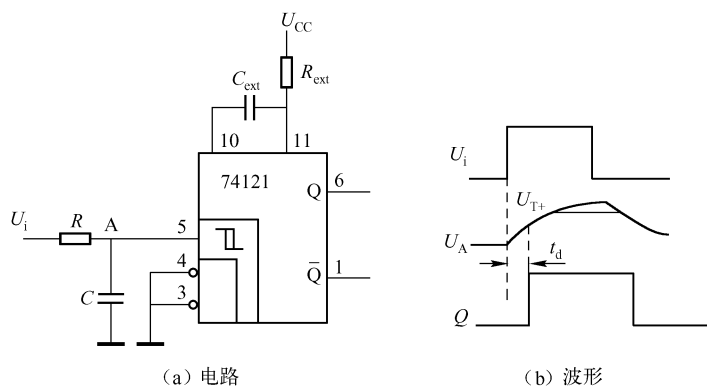 U_CC
R_ext
C_ext
10
11
74121
Q
6
U_i
R
A
5
4
3
C
Q̄
1
(a) 电路
U_i
U_T+
U_A
t_d
Q
(b) 波形